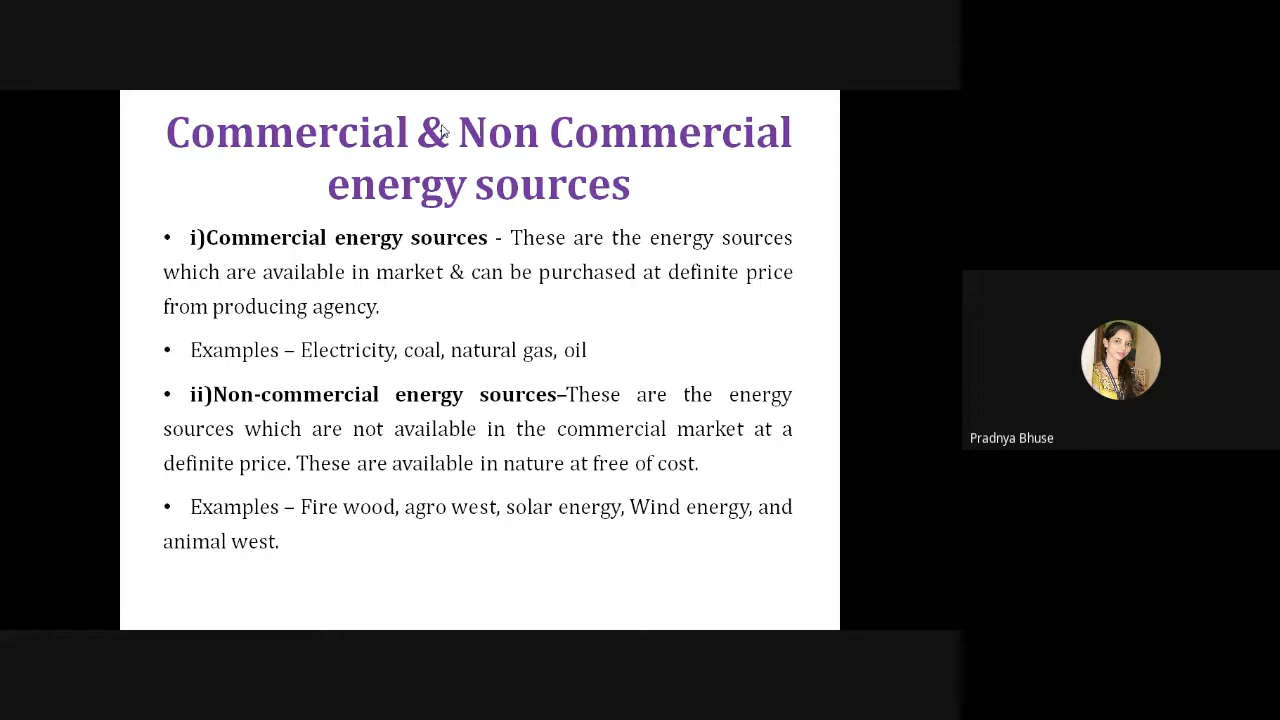 Commercial & Non Commercial
energy sources
• i)Commercial energy sources - These are the energy sources
which are available in market & can be purchased at definite price
from producing agency.
• Examples – Electricity, coal, natural gas, oil
• ii)Non-commercial energy sources–These are the energy
sources which are not available in the commercial market at a
definite price. These are available in nature at free of cost.
• Examples – Fire wood, agro west, solar energy, Wind energy, and
animal west.
Pradnya Bhuse